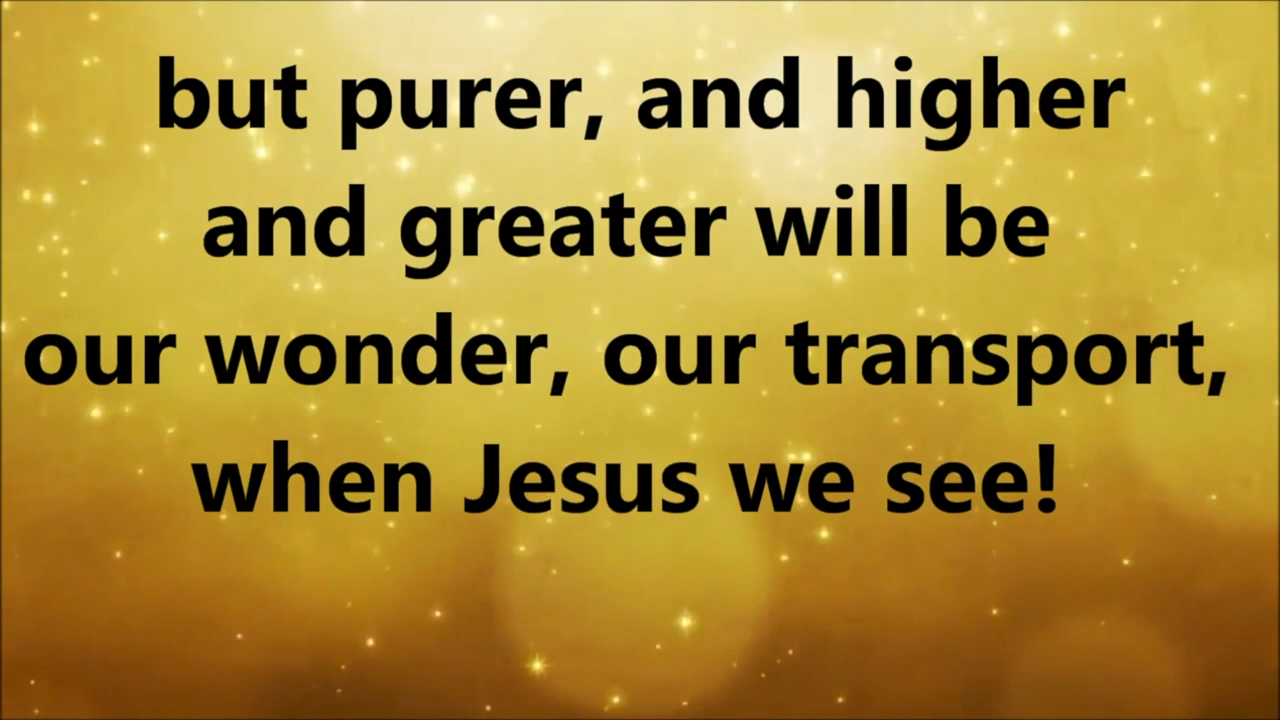 but purer, and higher
and greater will be
our wonder, our transport,
when Jesus we see!